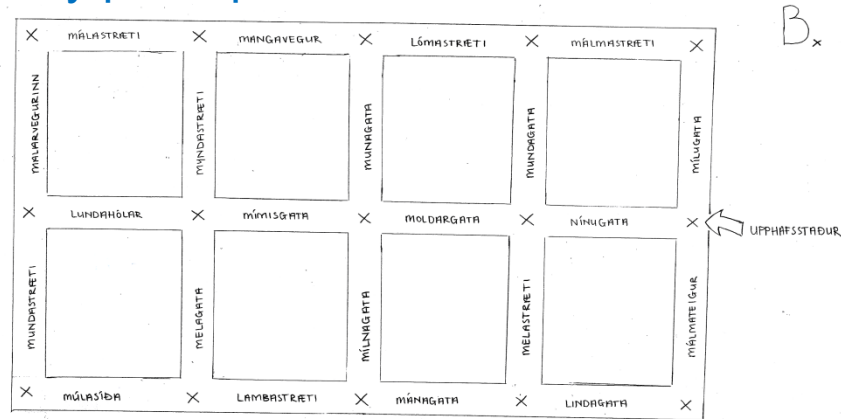 B.
MÁLASTRÆTI MANGAVEGUR LÓMASTRÆTI MÁLMASTRÆTI
MALARVEGURINN MYNDASTRÆTI MUNAGATA MUNDAGATA MÍLUGATA
LUNDAHÓLAR MÍMISGATA MOLDARGATA NÍNUGATA
UPPHAFSSTAÐUR
MUNDASTRÆTI MELAGATA MÍLNAGATA MELASTRÆTI MÁLMATEIGUR
MÚLASÍÐA LAMBASTRÆTI MÁNAGATA LINDAGATA